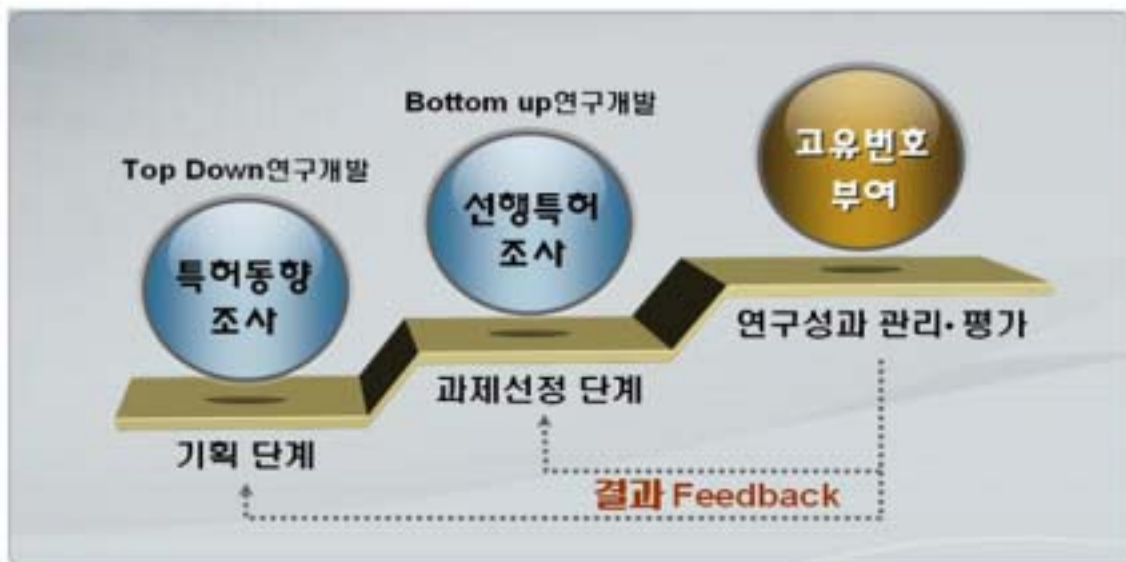 Top Down연구개발
특허동향
조사
기획 단계
Bottom up연구개발
선행특허
조사
과제선정 단계
고유번호
부여
연구성과 관리·평가
결과 Feedback